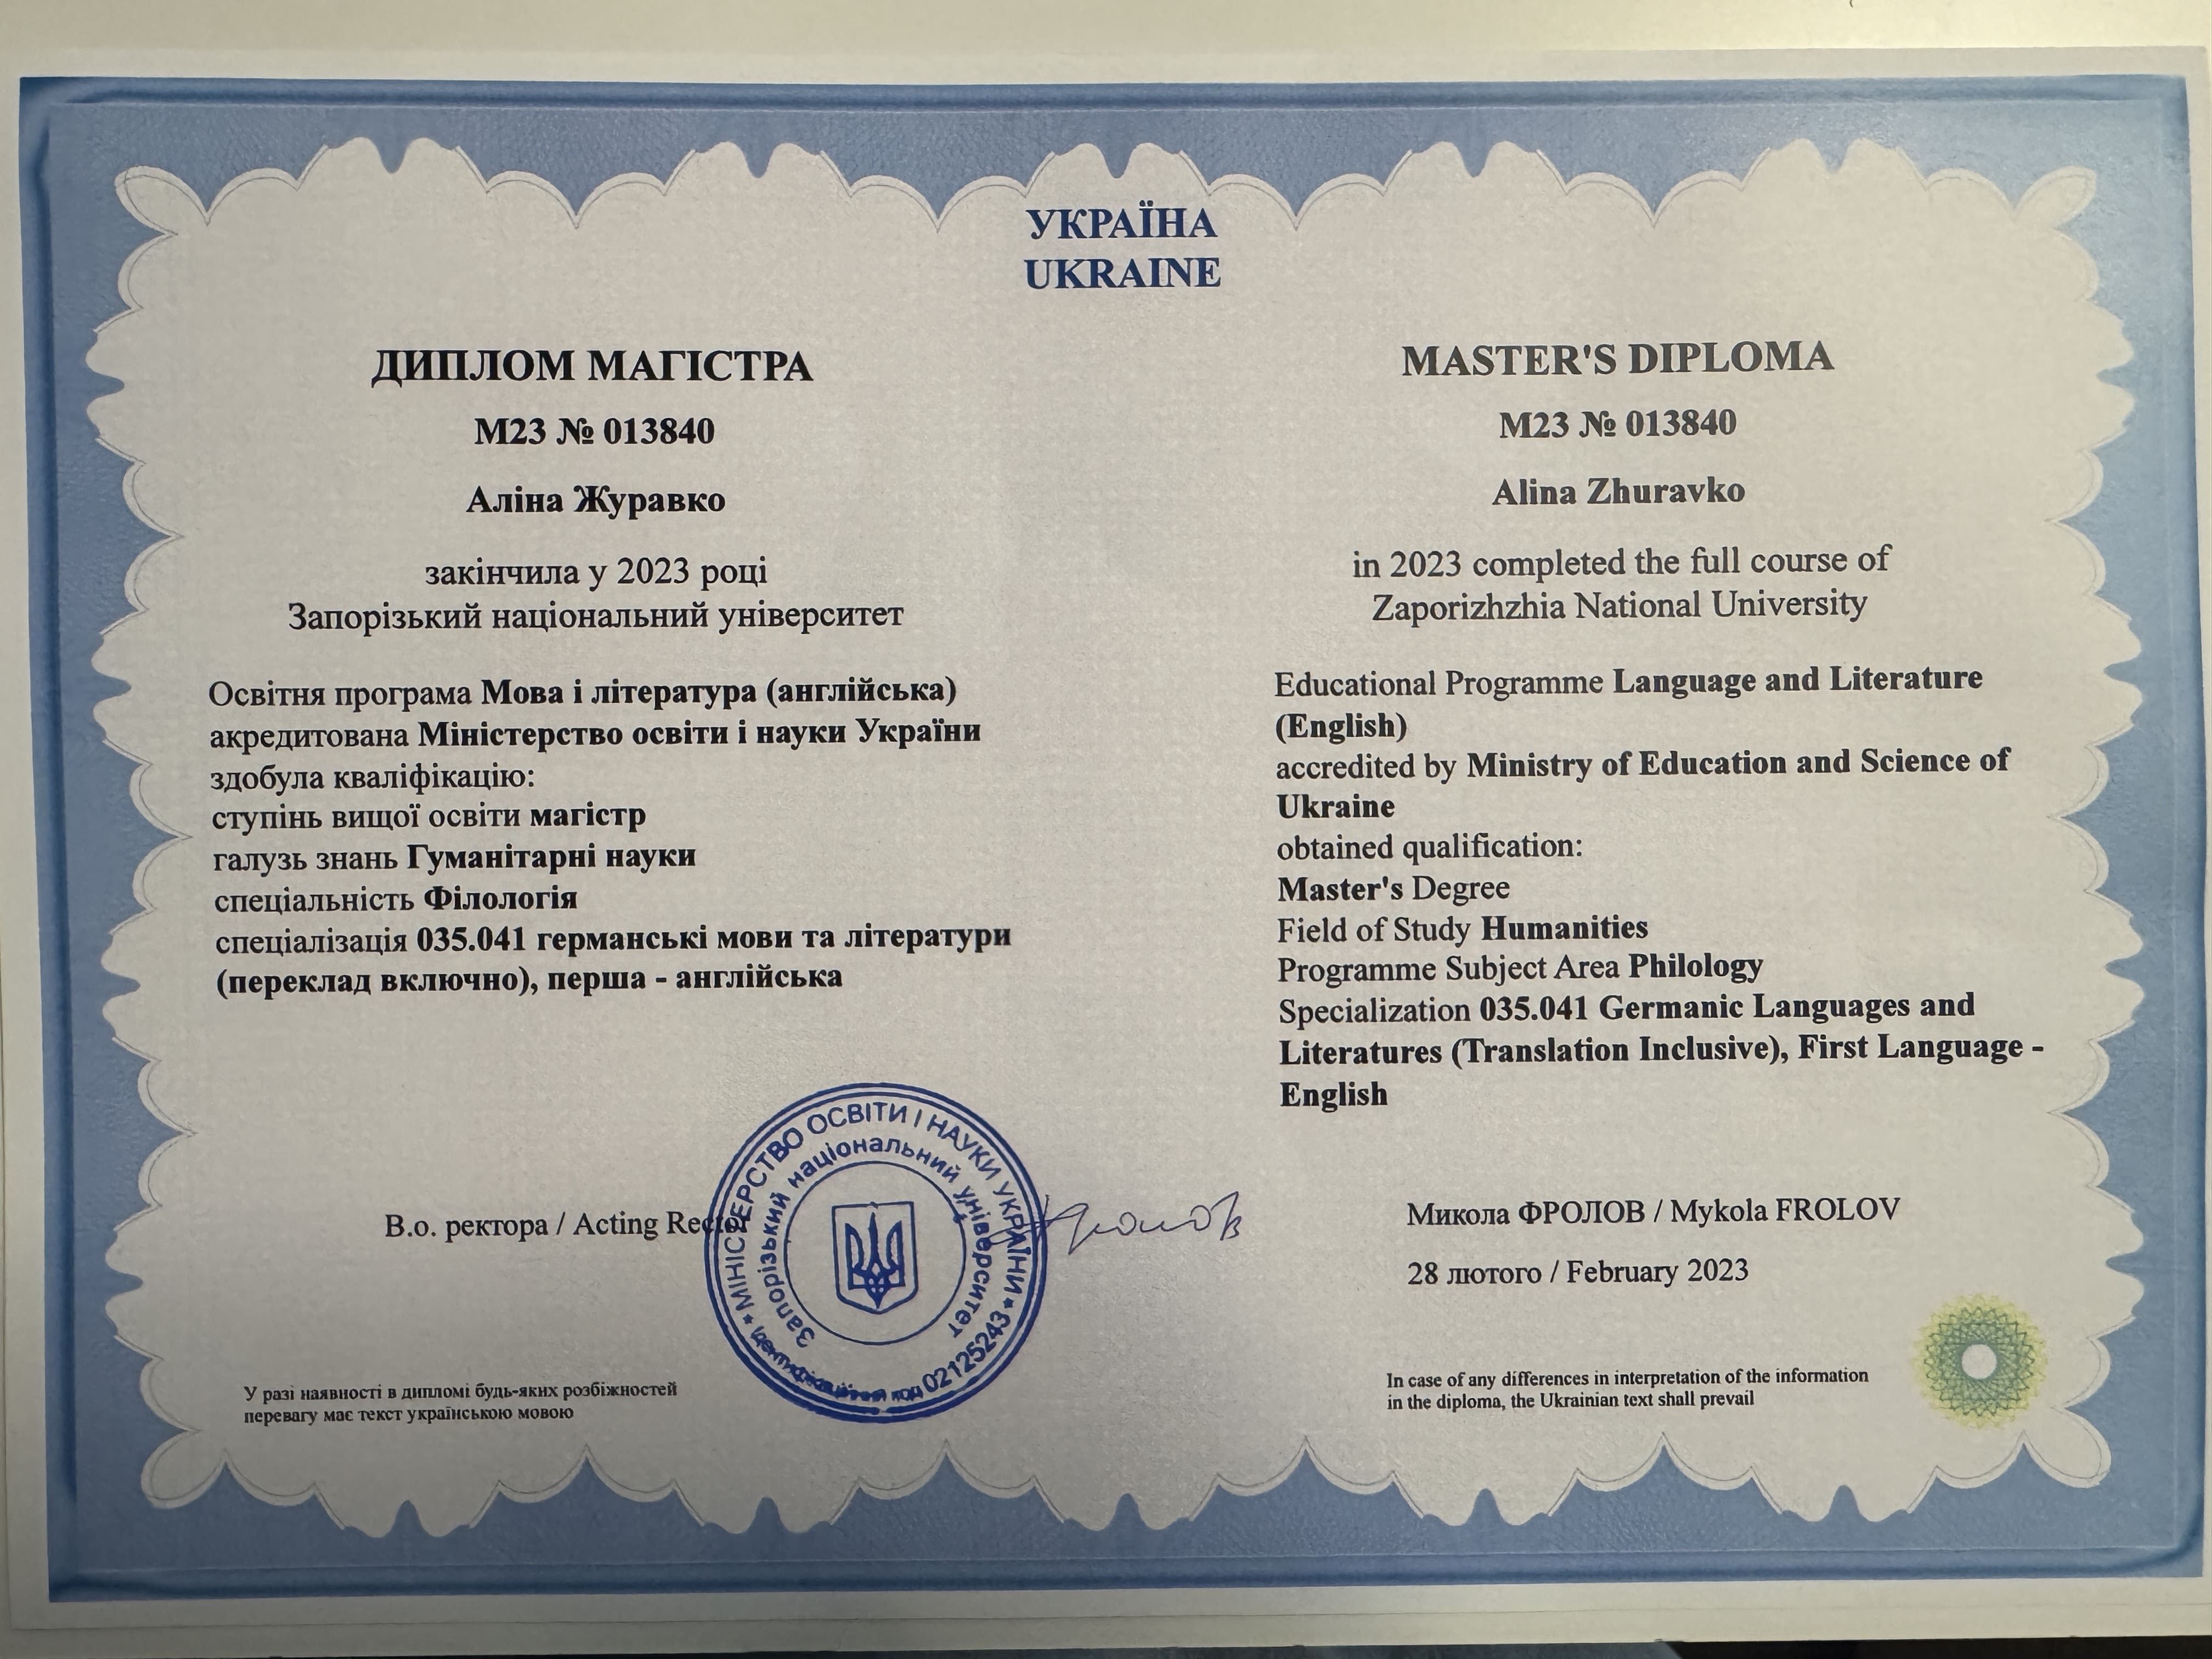 УКРАЇНА
UKRAINE
ДИПЛОМ МАГІСТРА
М23 № 013840
Аліна Журавко
закінчила у 2023 році
Запорізький національний університет
Освітня програма Мова і література (англійська)
акредитована Міністерство освіти і науки України
здобула кваліфікацію:
ступінь вищої освіти магістр
галузь знань Гуманітарні науки
спеціальність Філологія
спеціалізація 035.041 германські мови та літератури
(переклад включно), перша - англійська
MASTER'S DIPLOMA
M23 № 013840
Alina Zhuravko
in 2023 completed the full course of
Zaporizhzhia National University
Educational Programme Language and Literature
(English)
accredited by Ministry of Education and Science of
Ukraine
obtained qualification:
Master's Degree
Field of Study Humanities
Programme Subject Area Philology
Specialization 035.041 Germanic Languages and
Literatures (Translation Inclusive), First Language -
English
В.о. ректора / Acting Rector
* МІНІСТЕРСТВО ОСВІТИ І НАУКИ УКРАЇНИ *
Запорізький національний університет
Ідентифікаційний код 02125243
Микола ФРОЛОВ / Mykola FROLOV
28 лютого / February 2023
У разі наявності в дипломі будь-яких розбіжностей
перевагу має текст українською мовою
In case of any differences in interpretation of the information
in the diploma, the Ukrainian text shall prevail